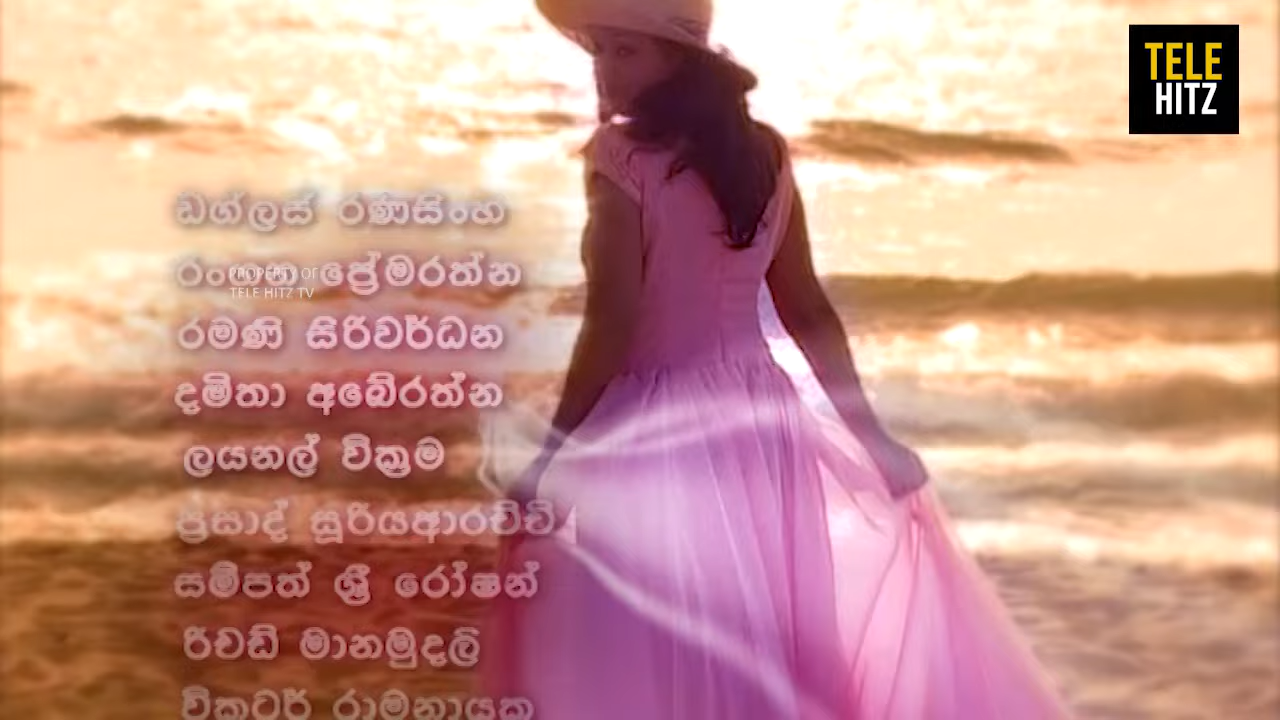 TELE
HITZ
ඩග්ලස් රණසිංහ
ප්‍රේමරත්න
PROPERTY OF
TELE HITZ TV
රමණි සිරිවර්ධන
දමිතා අබේරත්න
ලයනල් වික්‍රම
ප්‍රසාද් සූරියආරච්චි
සම්පත් ශ්‍රී රෝෂන්
රිචඩ් මානමුදලි
වික්ටර් රාමනායක